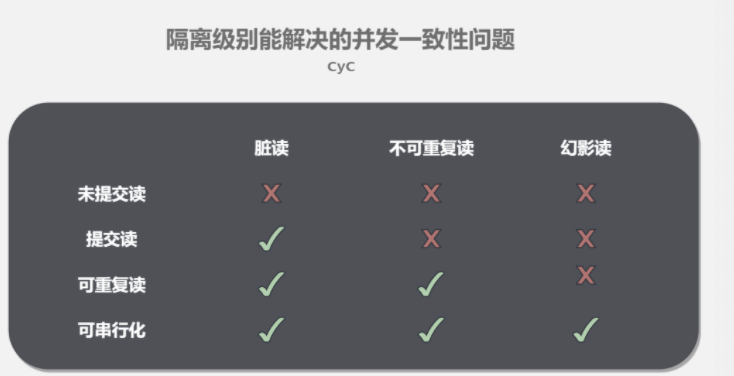 隔离级别能解决的并发一致性问题
CyC
脏读 不可重复读 幻影读
未提交读 X X X
提交读 ✓ X X
可重复读 ✓ ✓ X
可串行化 ✓ ✓ ✓